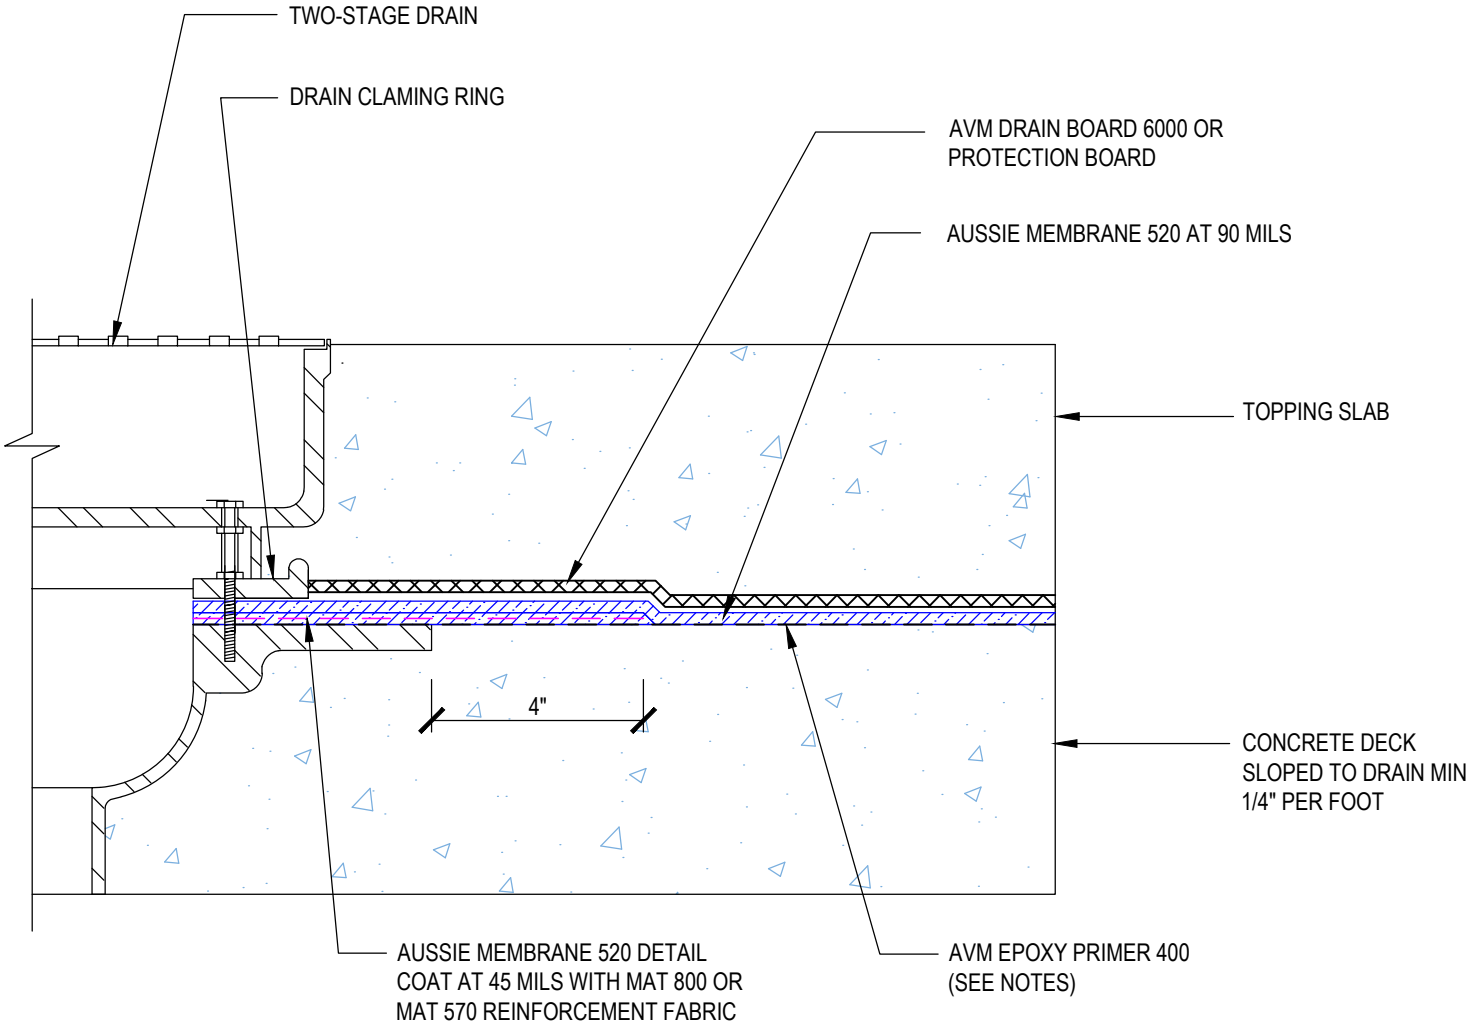 TWO-STAGE DRAIN
DRAIN CLAMING RING
AVM DRAIN BOARD 6000 OR
PROTECTION BOARD
AUSSIE MEMBRANE 520 AT 90 MILS
TOPPING SLAB
4"
CONCRETE DECK
SLOPED TO DRAIN MIN
1/4" PER FOOT
AUSSIE MEMBRANE 520 DETAIL
COAT AT 45 MILS WITH MAT 800 OR
MAT 570 REINFORCEMENT FABRIC
AVM EPOXY PRIMER 400
(SEE NOTES)